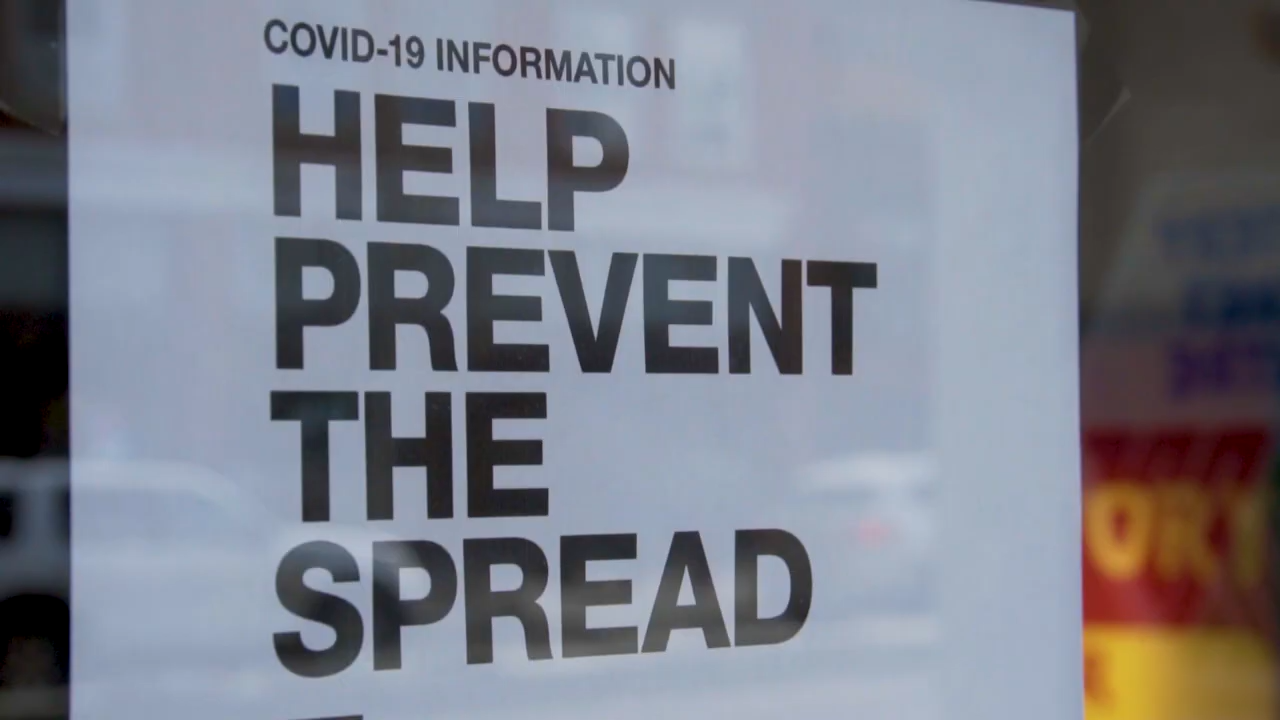 COVID-19 INFORMATION
HELP
PREVENT
THE
SPREAD